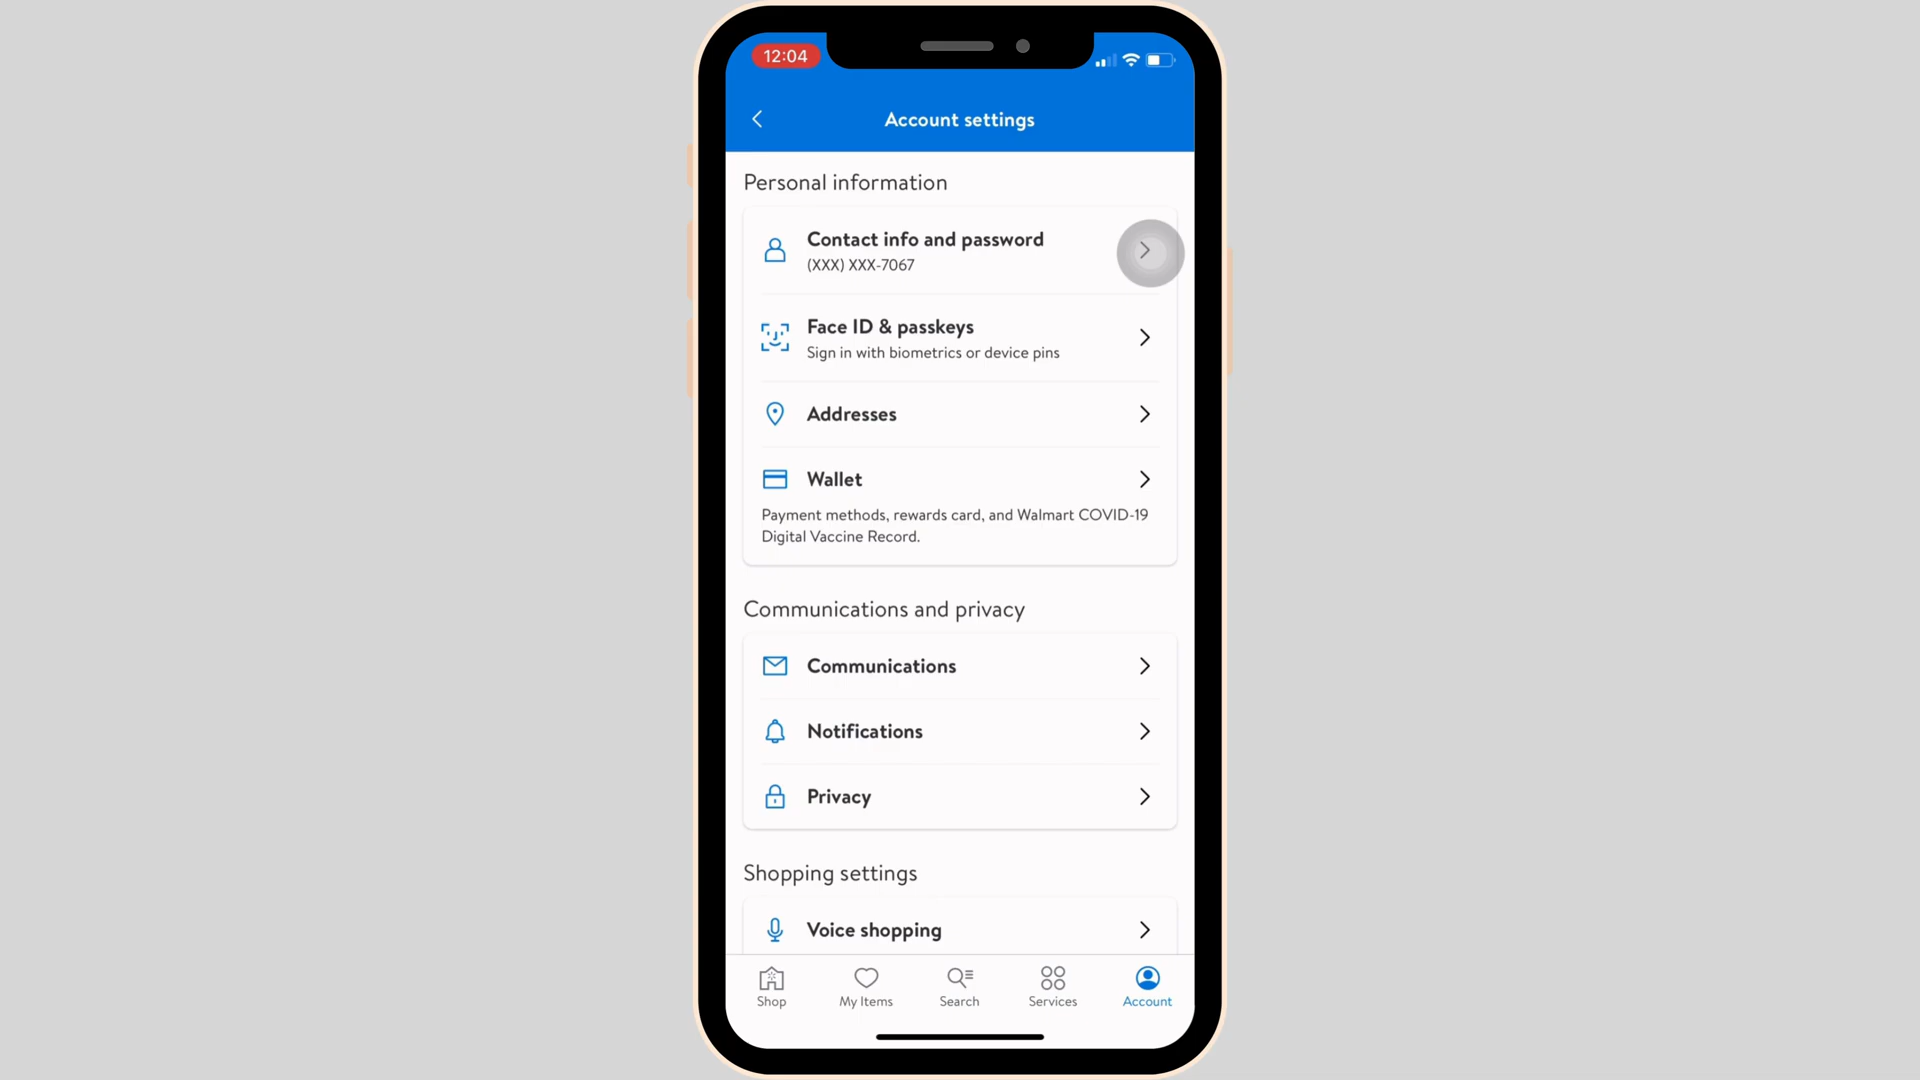 12:04
Account settings
Personal information
Contact info and password
(XXX) XXX-7067
Face ID & passkeys
Sign in with biometrics or device pins
Addresses
Wallet
Payment methods, rewards card, and Walmart COVID-19
Digital Vaccine Record.
Communications and privacy
Communications
Notifications
Privacy
Shopping settings
Voice shopping
Shop
My Items
Search
Services
Account